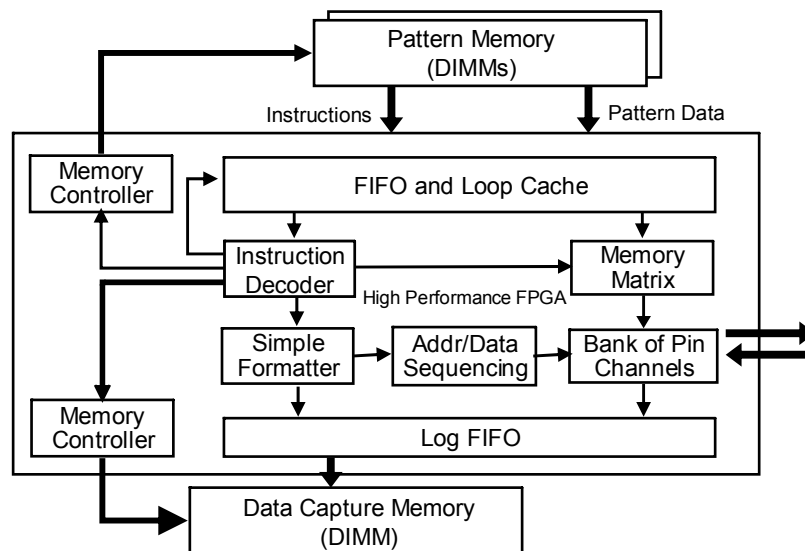 Pattern Memory
(DIMMs)
Instructions
Pattern Data
Memory
Controller
FIFO and Loop Cache
Instruction
Decoder
Memory
Matrix
High Performance FPGA
Simple
Formatter
Addr/Data
Sequencing
Bank of Pin
Channels
Memory
Controller
Log FIFO
Data Capture Memory
(DIMM)